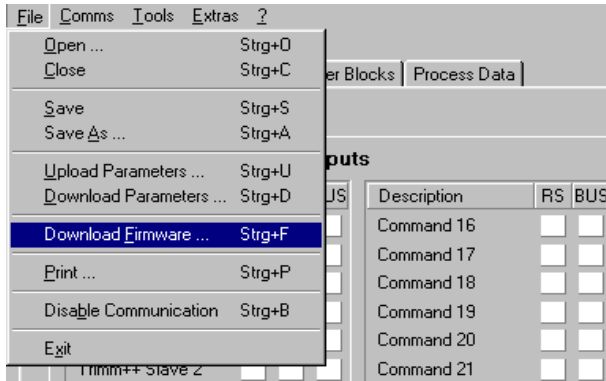 File Comms Tools Extras ?
Open ... Strg+O
Close Strg+C
er Blocks Process Data
Save Strg+S
Save As ... Strg+A
puts
Upload Parameters ... Strg+U
Download Parameters ... Strg+D
US Description RS BUS
Command 16
Download Firmware ... Strg+F
Command 17
Print ... Strg+P
Command 18
Command 19
Disable Communication Strg+B
Command 20
Exit
Trimm++ Slave 2 Command 21